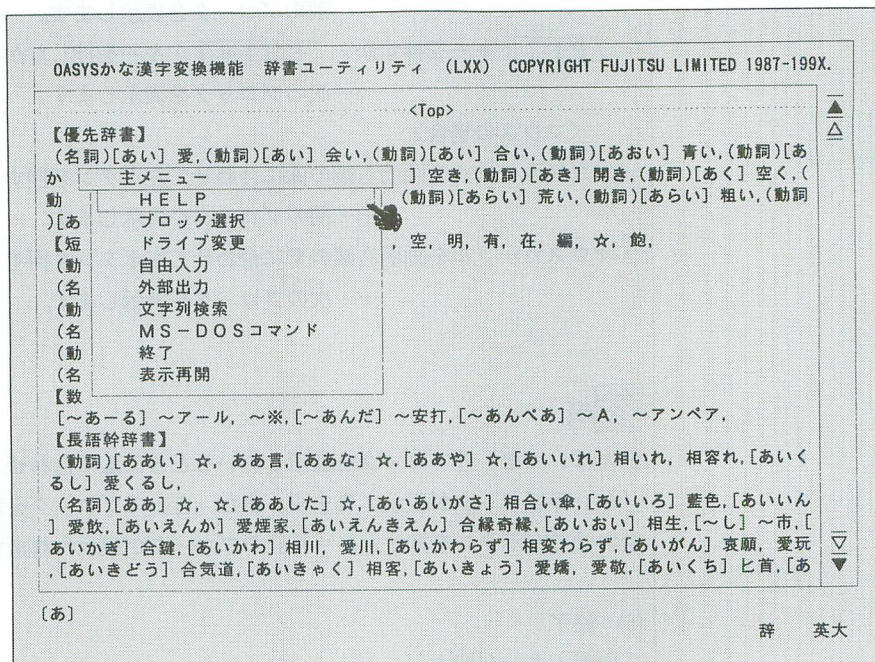 OASYSかな漢字変換機能 辞書ユーティリティ (LXX) COPYRIGHT FUJITSU LIMITED 1987-199X.
<Top>
【優先辞書】
(名詞)[あい] 愛,(動詞)[あい] 会い,(動詞)[あい] 合い,(動詞)[あおい] 青い,(動詞)[あ
か 主メニュー ] 空き,(動詞)[あき] 開き,(動詞)[あく] 空く,(
動 HELP (動詞)[あらい] 荒い,(動詞)[あらい] 粗い,(動詞
)[あ ブロック選択
【短 ドライブ変更 , 空, 明, 有, 在, 編, ☆, 飽,
(動 自由入力
(名 外部出力
(動 文字列検索
(名 MS-DOSコマンド
(動 終了
(名 表示再開
【数
[~あーる] ~アール, ~※,[~あんだ] ~安打,[~あんぺあ] ~A, ~アンペア,
【長語幹辞書】
(動詞)[ああい] ☆, ああ言,[ああな] ☆,[ああや] ☆,[あいいれ] 相いれ, 相容れ,[あいく
るし] 愛くるし,
(名詞)[ああ] ☆, ☆,[ああした] ☆,[あいあいがさ] 相合い傘,[あいいろ] 藍色,[あいいん
] 愛飲,[あいえんか] 愛煙家,[あいえんきえん] 合縁奇縁,[あいおい] 相生,[~し] ~市,[
あいかぎ] 合鍵,[あいかわ] 相川, 愛川,[あいかわらず] 相変わらず,[あいがん] 哀願, 愛玩
,[あいきどう] 合気道,[あいきゃく] 相客,[あいきょう] 愛嬌, 愛敬,[あいくち] 匕首,[あ
〔あ〕
辞 英大